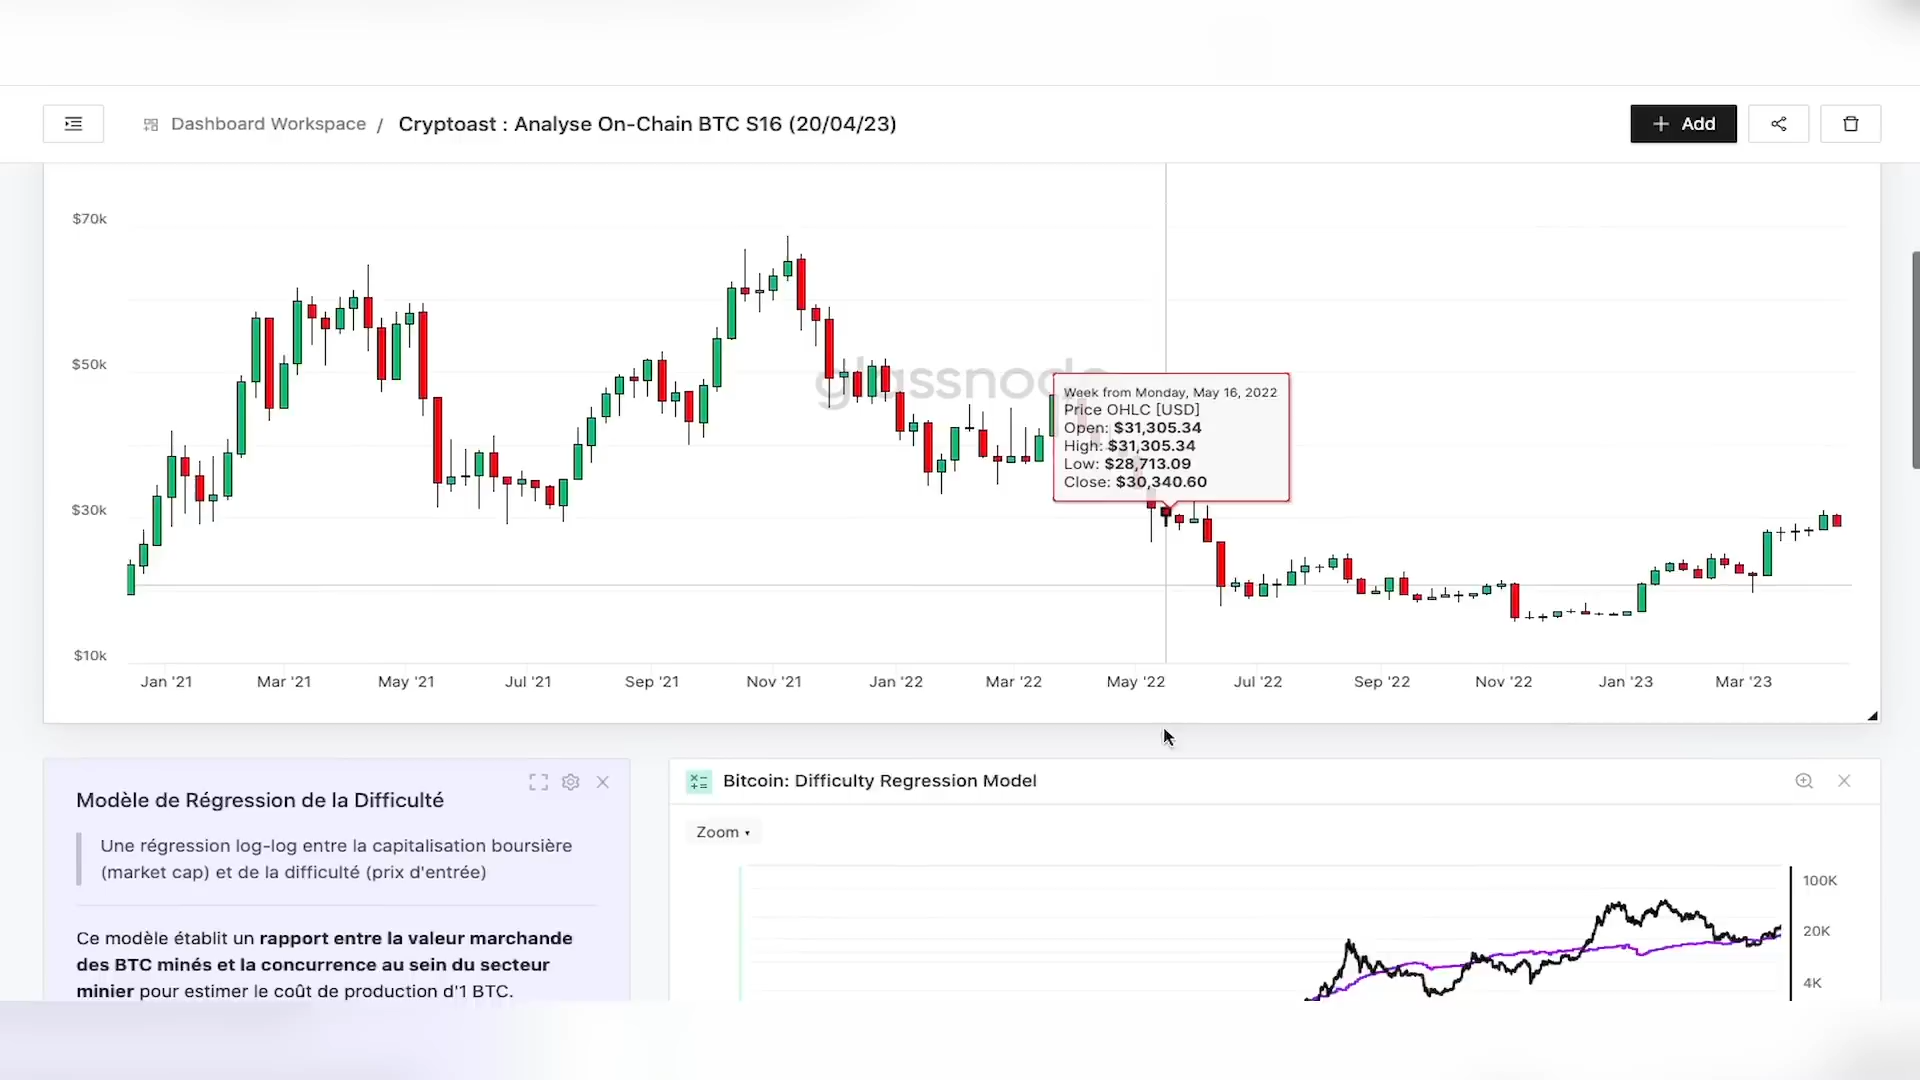 Dashboard Workspace / Cryptoast : Analyse On-Chain BTC S16 (20/04/23)
+ Add
$70k
$50k
$30k
$10k
glassnode
Week from Monday, May 16, 2022
Price OHLC [USD]
Open: $31,305.34
High: $31,305.34
Low: $28,713.09
Close: $30,340.60
Jan '21 Mar '21 May '21 Jul '21 Sep '21 Nov '21 Jan '22 Mar '22 May '22 Jul '22 Sep '22 Nov '22 Jan '23 Mar '23
Modèle de Régression de la Difficulté
Une régression log-log entre la capitalisation boursière
(market cap) et de la difficulté (prix d'entrée)
Ce modèle établit un rapport entre la valeur marchande
des BTC minés et la concurrence au sein du secteur
minier pour estimer le coût de production d'1 BTC.
Bitcoin: Difficulty Regression Model
Zoom
100K
20K
4K